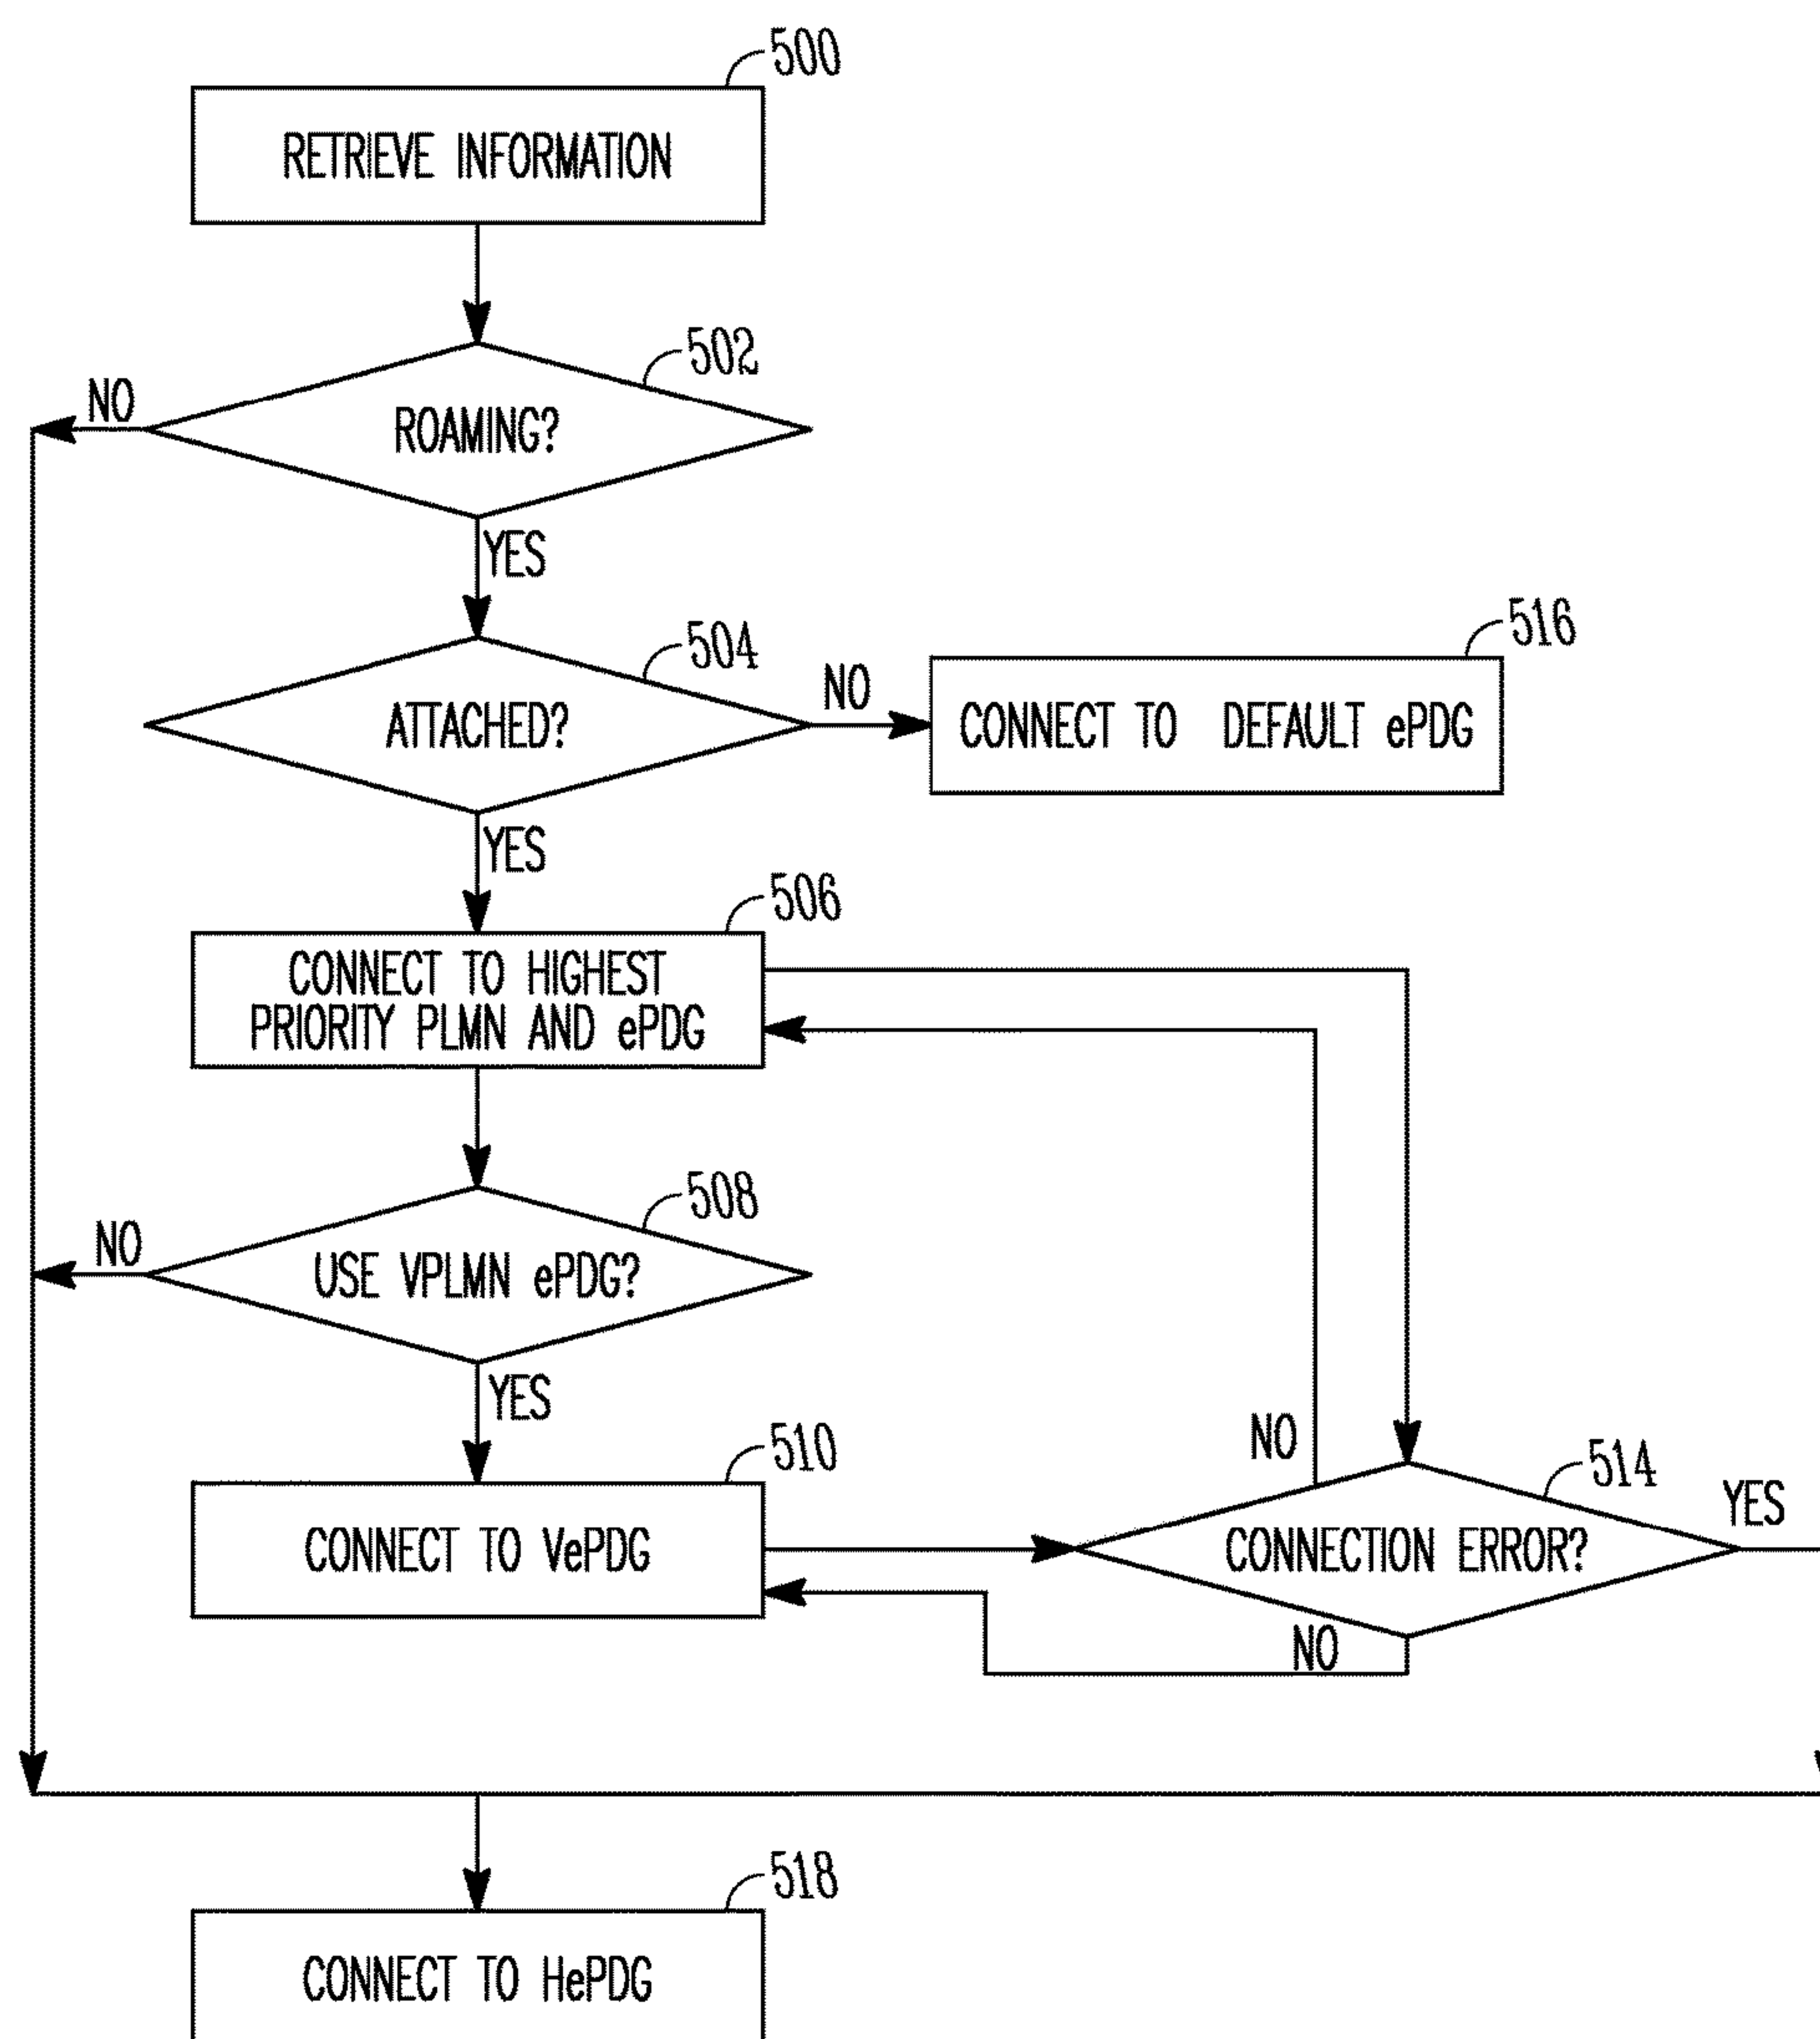 500
RETRIEVE INFORMATION
502
NO
ROAMING?
YES
504
516
NO
ATTACHED?
CONNECT TO DEFAULT ePDG
YES
506
CONNECT TO HIGHEST
PRIORITY PLMN AND ePDG
508
NO
USE VPLMN ePDG?
YES
510
NO
514
YES
CONNECT TO VePDG
CONNECTION ERROR?
NO
518
CONNECT TO HePDG